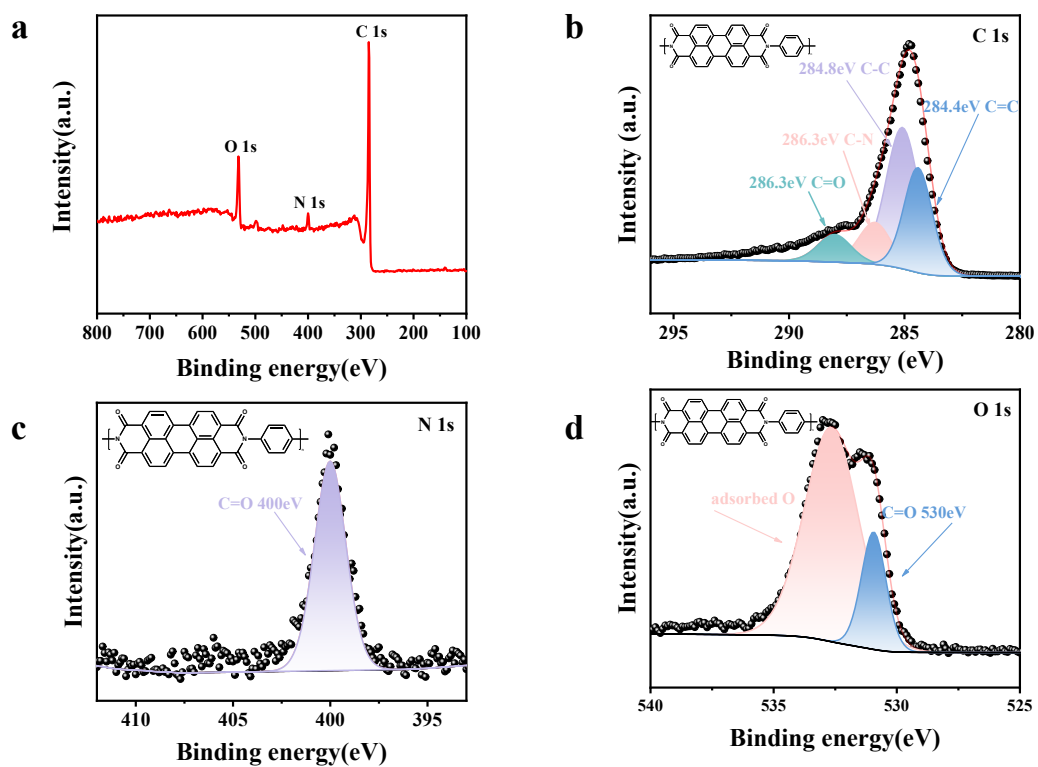 a
C 1s
O 1s
N 1s
Intensity(a.u.)
800 700 600 500 400 300 200 100
Binding energy(eV)
b
C 1s
O O
N N
O O
284.8eV C-C
284.4eV C=C
286.3eV C-N
286.3eV C=O
Intensity (a.u.)
295 290 285 280
Binding energy (eV)
c
N 1s
O O
N N
O O
C=O 400eV
Intensity(a.u.)
410 405 400 395
Binding energy(eV)
d
O 1s
O O
N N
O O
adsorbed O
C=O 530eV
Intensity(a.u.)
540 535 530 525
Binding energy(eV)